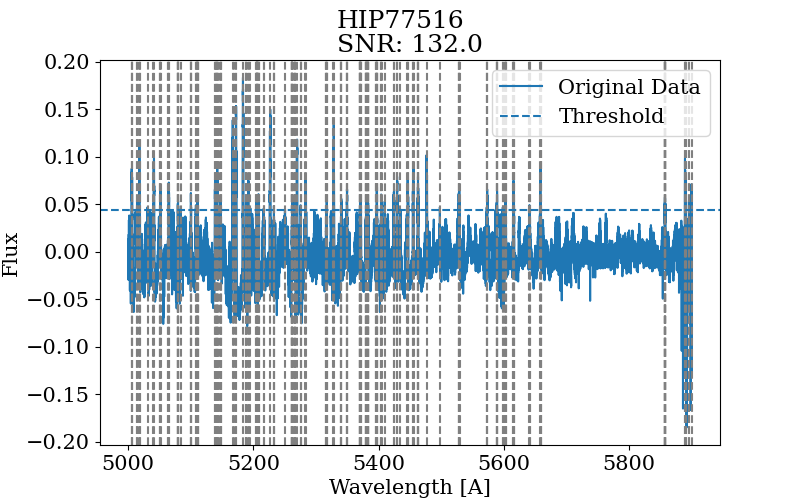 HIP77516
SNR: 132.0
0.20
0.15
0.10
0.05
0.00
−0.05
−0.10
−0.15
−0.20
Flux
Original Data
Threshold
5000 5200 5400 5600 5800
Wavelength [A]